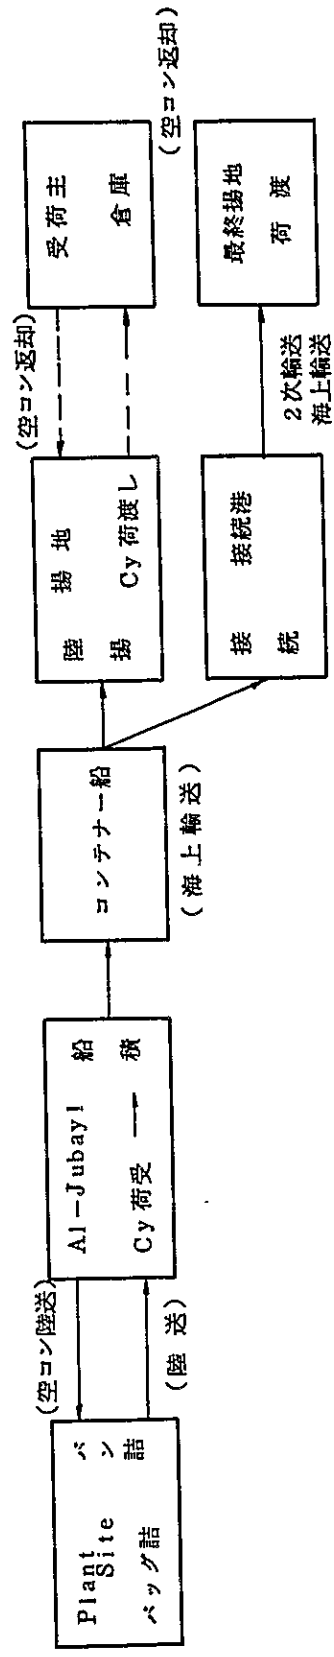 Plant
Site
バッグ詰
バン詰
(空コン陸送)
(陸 送)
Al-Jubayl
Cy 荷受 →
船積
コンテナー船
(海上輸送)
揚 地
陸揚
Cy 荷渡し
(空コン返却)
受荷主
倉庫
接続港
接続
2次輸送
海上輸送
最終揚地
荷 渡
(空コン返却)